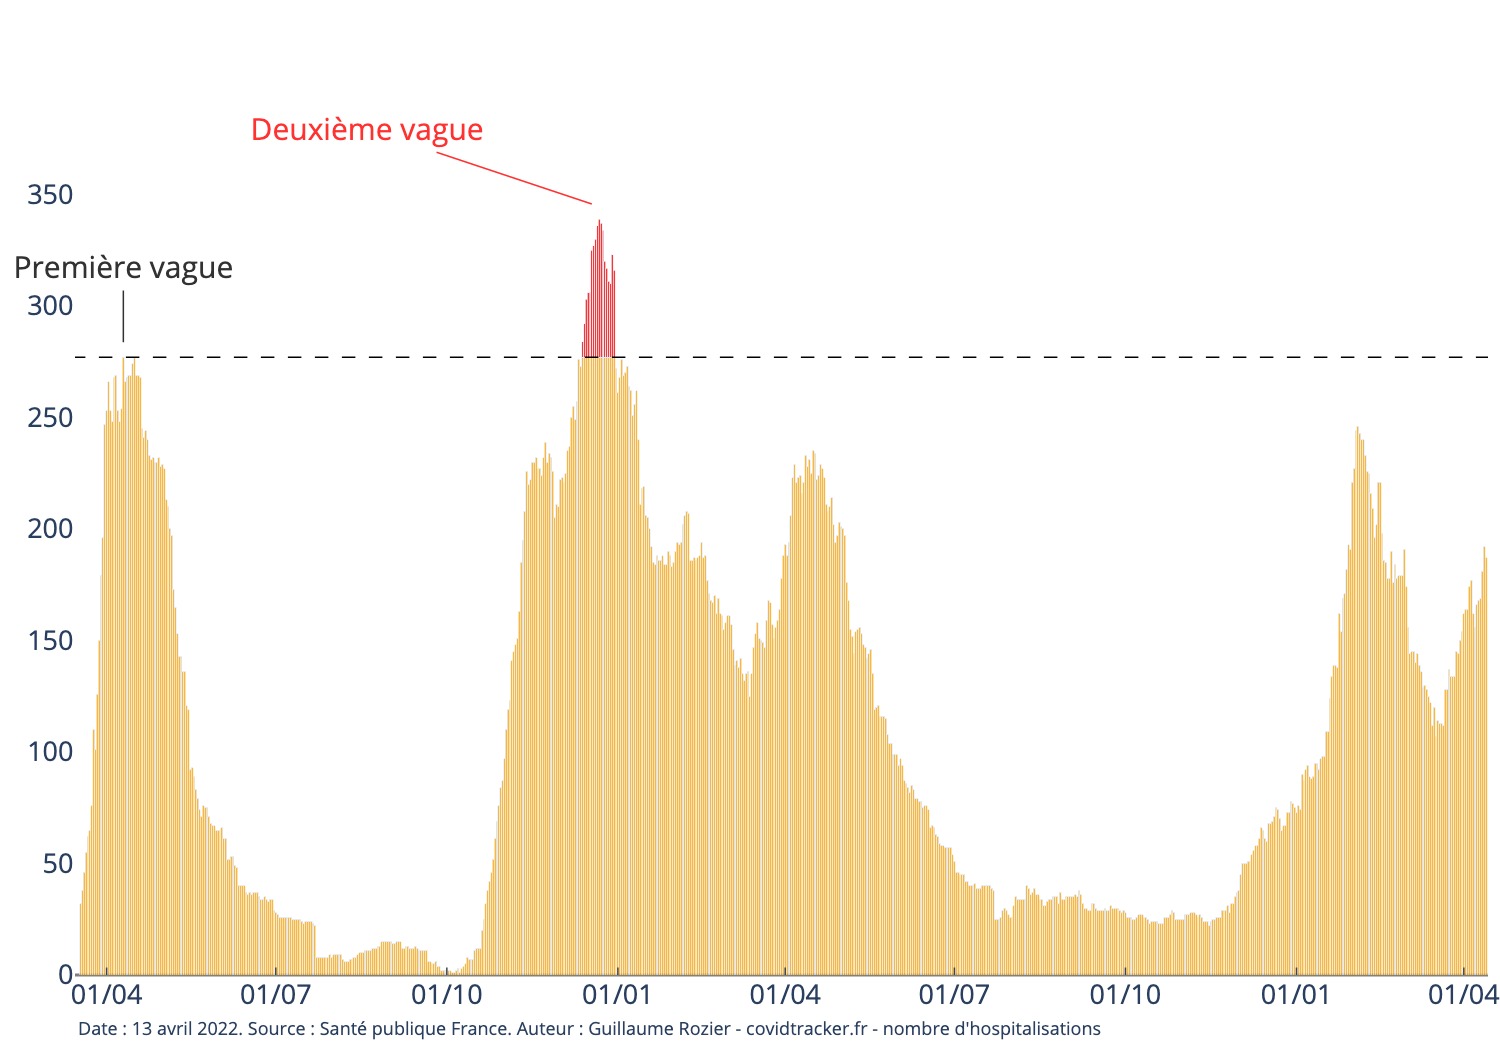 Deuxième vague
350
Première vague
300
250
200
150
100
50
0
01/04 01/07 01/10 01/01 01/04 01/07 01/10 01/01 01/04
Date : 13 avril 2022. Source : Santé publique France. Auteur : Guillaume Rozier - covidtracker.fr - nombre d'hospitalisations